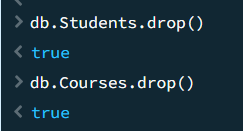 > db.Students.drop()
< true
> db.Courses.drop()
< true